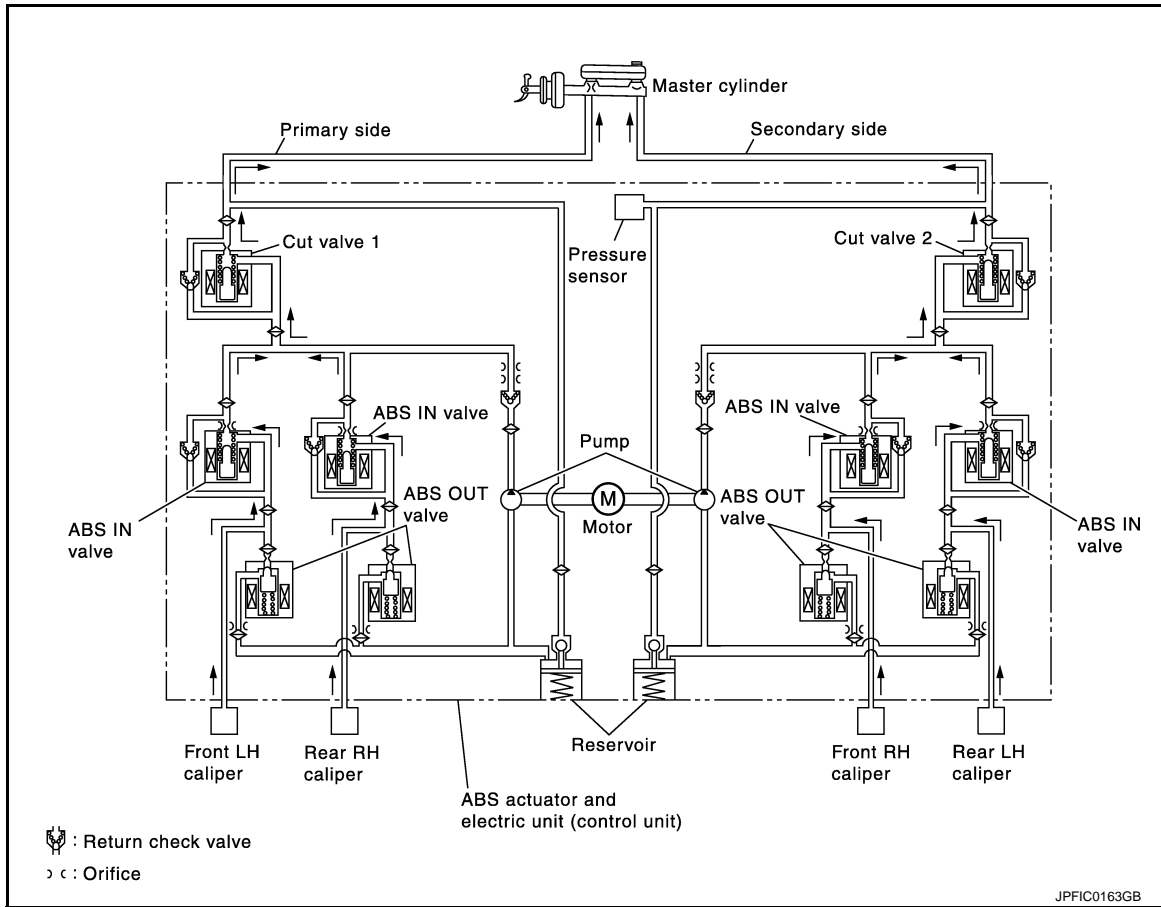 Master cylinder
Primary side
Secondary side
Cut valve 1
Pressure
sensor
Cut valve 2
ABS IN valve
ABS IN valve
Pump
ABS OUT
valve
M
Motor
ABS OUT
valve
ABS IN
valve
ABS IN
valve
Reservoir
Front LH
caliper
Rear RH
caliper
Front RH
caliper
Rear LH
caliper
ABS actuator and
electric unit (control unit)
: Return check valve
: Orifice
JPFIC0163GB